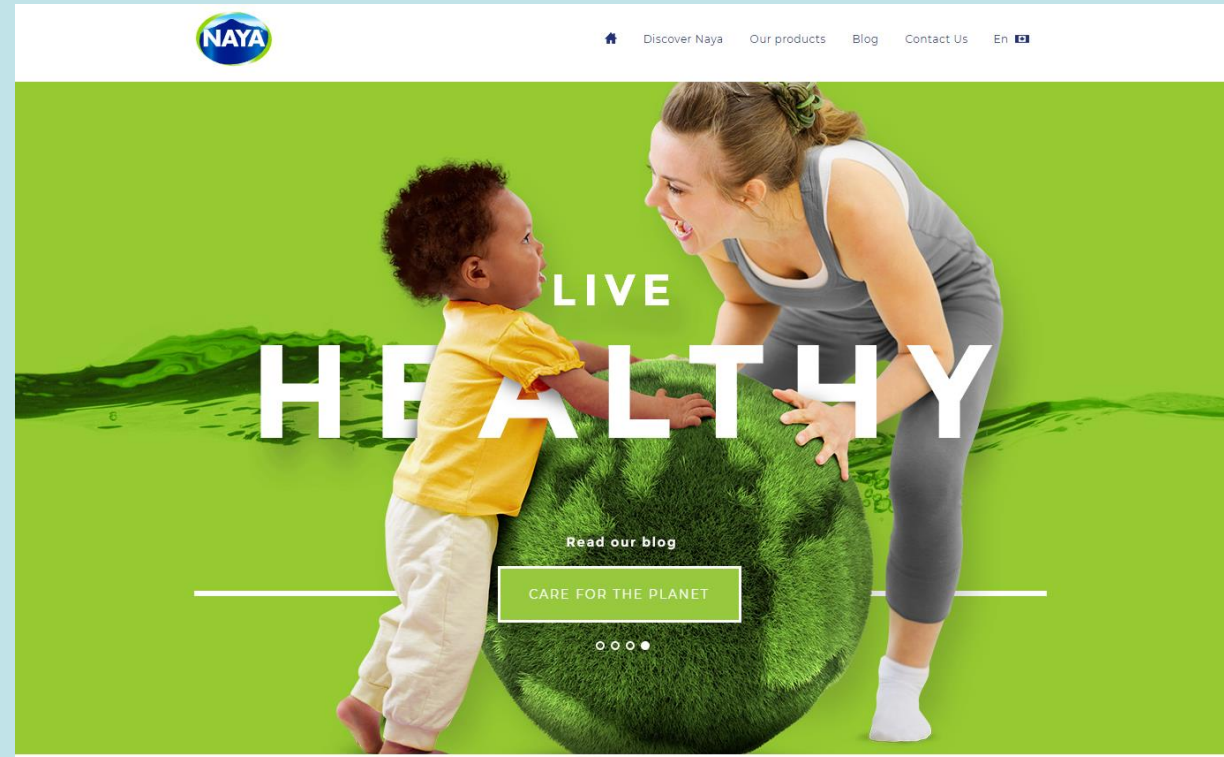 NAYA
Discover Naya Our products Blog Contact Us En
LIVE
HEALTHY
Read our blog
CARE FOR THE PLANET